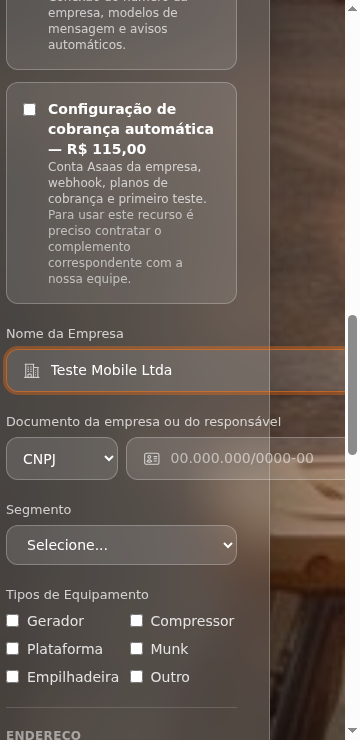 empresa, modelos de
mensagem e avisos
automáticos.
Configuração de
cobrança automática
— R$ 115,00
Conta Asaas da empresa,
webhook, planos de
cobrança e primeiro teste.
Para usar este recurso é
preciso contratar o
complemento
correspondente com a
nossa equipe.
Nome da Empresa
Teste Mobile Ltda
Documento da empresa ou do responsável
CNPJ 00.000.000/0000-00
Segmento
Selecione...
Tipos de Equipamento
Gerador Compressor
Plataforma Munk
Empilhadeira Outro
ENDEREÇO